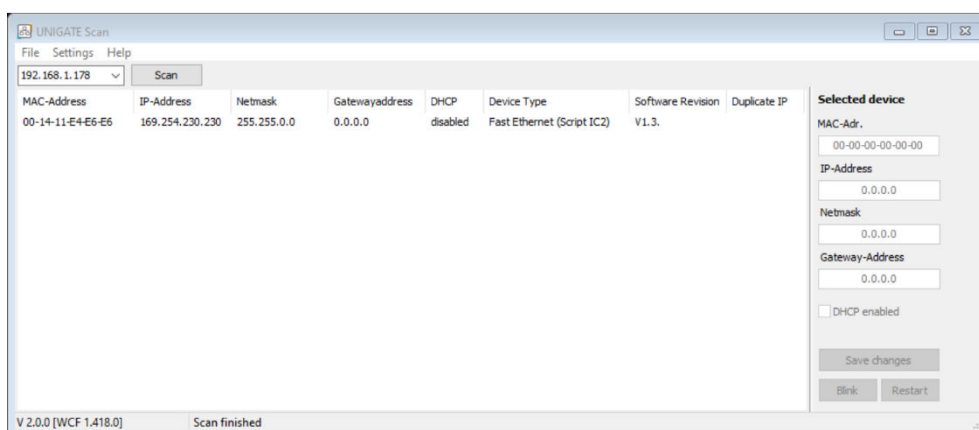 UNIGATE Scan
File Settings Help
192.168.1.178 Scan
MAC-Address IP-Address Netmask Gatewayaddress DHCP Device Type Software Revision Duplicate IP
00-14-11-E4-E6-E6 169.254.230.230 255.255.0.0 0.0.0.0 disabled Fast Ethernet (Script IC2) V1.3.
Selected device
MAC-Adr.
00-00-00-00-00-00
IP-Address
0.0.0.0
Netmask
0.0.0.0
Gateway-Address
0.0.0.0
DHCP enabled
Save changes
Blink Restart
V 2.0.0 [WCF 1.418.0] Scan finished